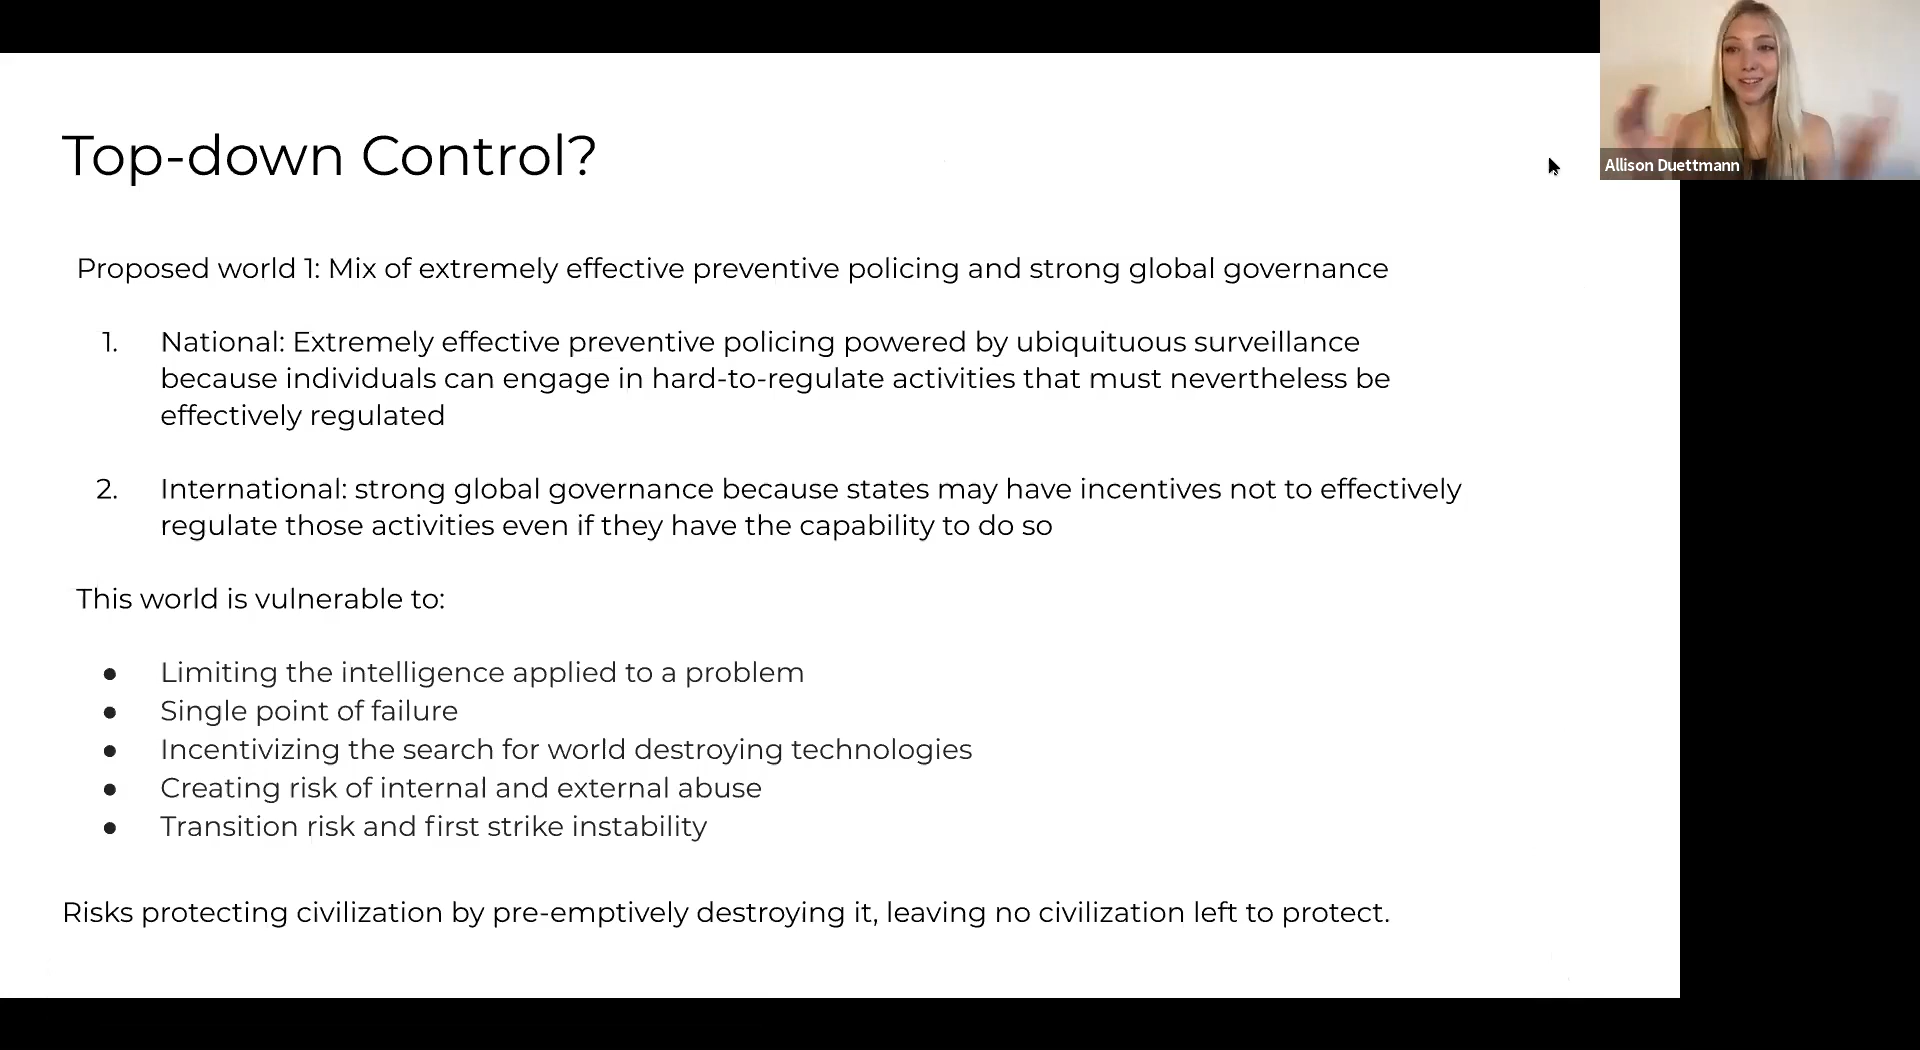 Top-down Control?
Allison Duettmann
Proposed world 1: Mix of extremely effective preventive policing and strong global governance
1. National: Extremely effective preventive policing powered by ubiquituous surveillance
because individuals can engage in hard-to-regulate activities that must nevertheless be
effectively regulated
2. International: strong global governance because states may have incentives not to effectively
regulate those activities even if they have the capability to do so
This world is vulnerable to:
● Limiting the intelligence applied to a problem
● Single point of failure
● Incentivizing the search for world destroying technologies
● Creating risk of internal and external abuse
● Transition risk and first strike instability
Risks protecting civilization by pre-emptively destroying it, leaving no civilization left to protect.